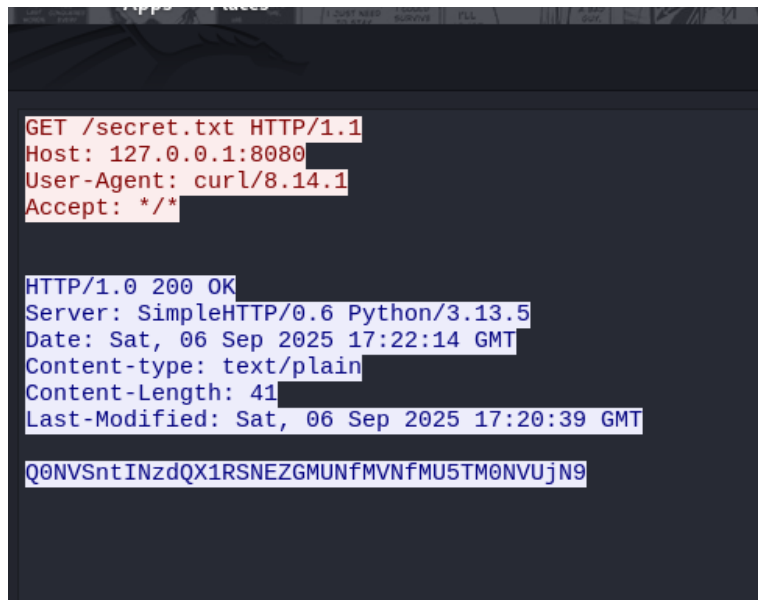 Apps Places
GET /secret.txt HTTP/1.1
Host: 127.0.0.1:8080
User-Agent: curl/8.14.1
Accept: */*
HTTP/1.0 200 OK
Server: SimpleHTTP/0.6 Python/3.13.5
Date: Sat, 06 Sep 2025 17:22:14 GMT
Content-type: text/plain
Content-Length: 41
Last-Modified: Sat, 06 Sep 2025 17:20:39 GMT
Q0NVSntINzdQX1RSNEZGMUNfMVNfMU5TM0NVUjN9